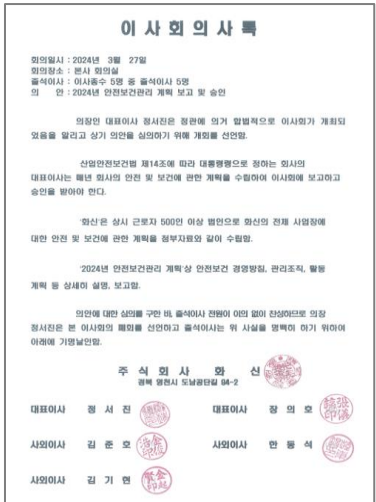 이사회의사록
회의일시 : 2024년 3월 27일
회의장소 : 본사 회의실
출석이사 : 이사총수 5명 중 출석이사 5명
의 안 : 2024년 안전보건관리 계획 보고 및 승인
의장인 대표이사 정서진은 정관에 의거 합법적으로 이사회가 개최되
었음을 알리고 상기 의안을 심의하기 위해 개회를 선언함.
산업안전보건법 제14조에 따라 대통령령으로 정하는 회사의
대표이사는 매년 회사의 안전 및 보건에 관한 계획을 수립하여 이사회에 보고하고
승인을 받아야 한다.
'화신'은 상시 근로자 500인 이상 법인으로 화신의 전체 사업장에
대한 안전 및 보건에 관한 계획을 첨부자료와 같이 수립함.
'2024년 안전보건관리 계획'상 안전보건 경영방침, 관리조직, 활동
계획 등 상세히 설명, 보고함.
의안에 대한 심의를 구한 바, 출석이사 전원이 이의 없이 찬성하므로 의장
정서진은 본 이사회의 폐회를 선언하고 출석이사는 위 사실을 명백히 하기 위하여
아래에 기명날인함.
주 식 회 사 화 신
경북 영천시 도남공단길 94-2
대표이사 정 서 진 대표이사 장 의 호
사외이사 김 준 호 사외이사 한 동 석
사외이사 김 기 현